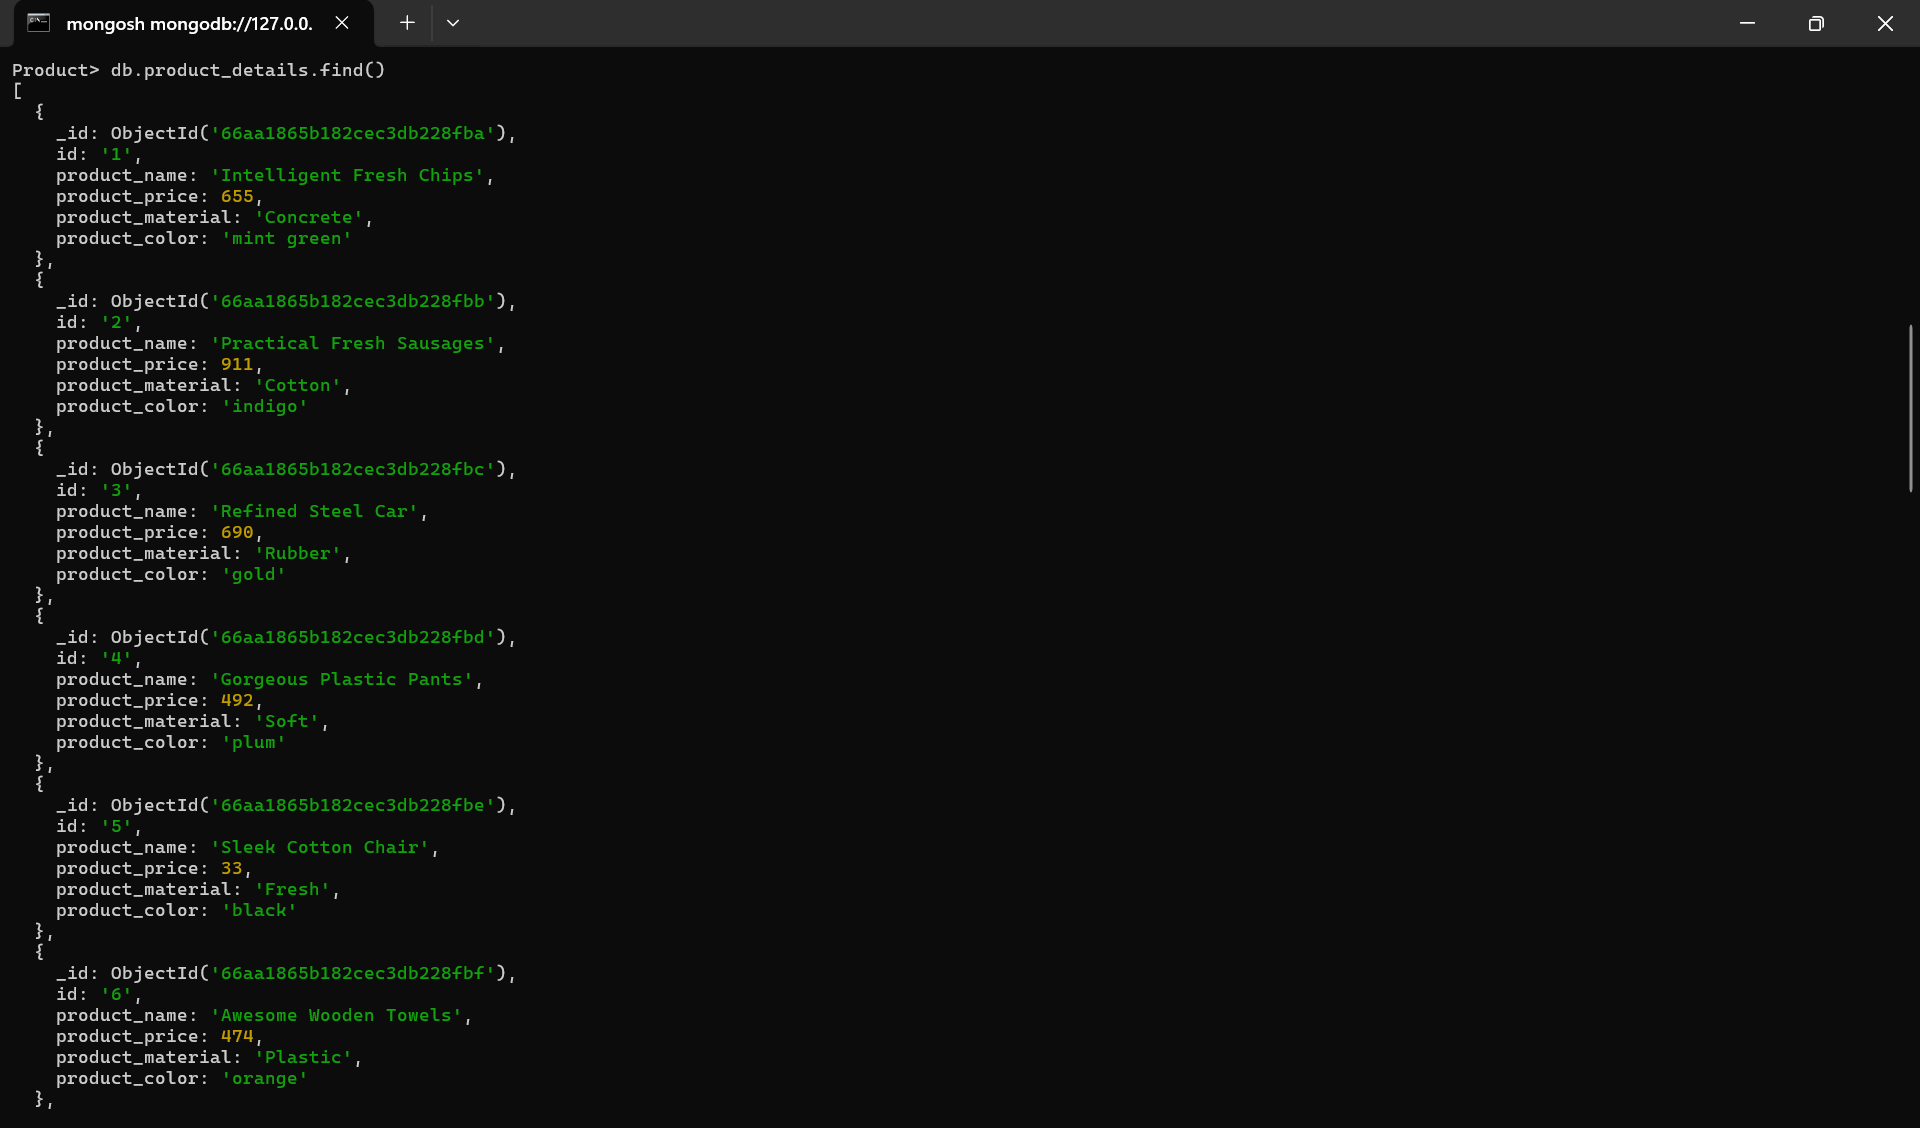 mongosh mongodb://127.0.0.
Product> db.product_details.find()
[
  {
    _id: ObjectId('66aa1865b182cec3db228fba'),
    id: '1',
    product_name: 'Intelligent Fresh Chips',
    product_price: 655,
    product_material: 'Concrete',
    product_color: 'mint green'
  },
  {
    _id: ObjectId('66aa1865b182cec3db228fbb'),
    id: '2',
    product_name: 'Practical Fresh Sausages',
    product_price: 911,
    product_material: 'Cotton',
    product_color: 'indigo'
  },
  {
    _id: ObjectId('66aa1865b182cec3db228fbc'),
    id: '3',
    product_name: 'Refined Steel Car',
    product_price: 690,
    product_material: 'Rubber',
    product_color: 'gold'
  },
  {
    _id: ObjectId('66aa1865b182cec3db228fbd'),
    id: '4',
    product_name: 'Gorgeous Plastic Pants',
    product_price: 492,
    product_material: 'Soft',
    product_color: 'plum'
  },
  {
    _id: ObjectId('66aa1865b182cec3db228fbe'),
    id: '5',
    product_name: 'Sleek Cotton Chair',
    product_price: 33,
    product_material: 'Fresh',
    product_color: 'black'
  },
  {
    _id: ObjectId('66aa1865b182cec3db228fbf'),
    id: '6',
    product_name: 'Awesome Wooden Towels',
    product_price: 474,
    product_material: 'Plastic',
    product_color: 'orange'
  },